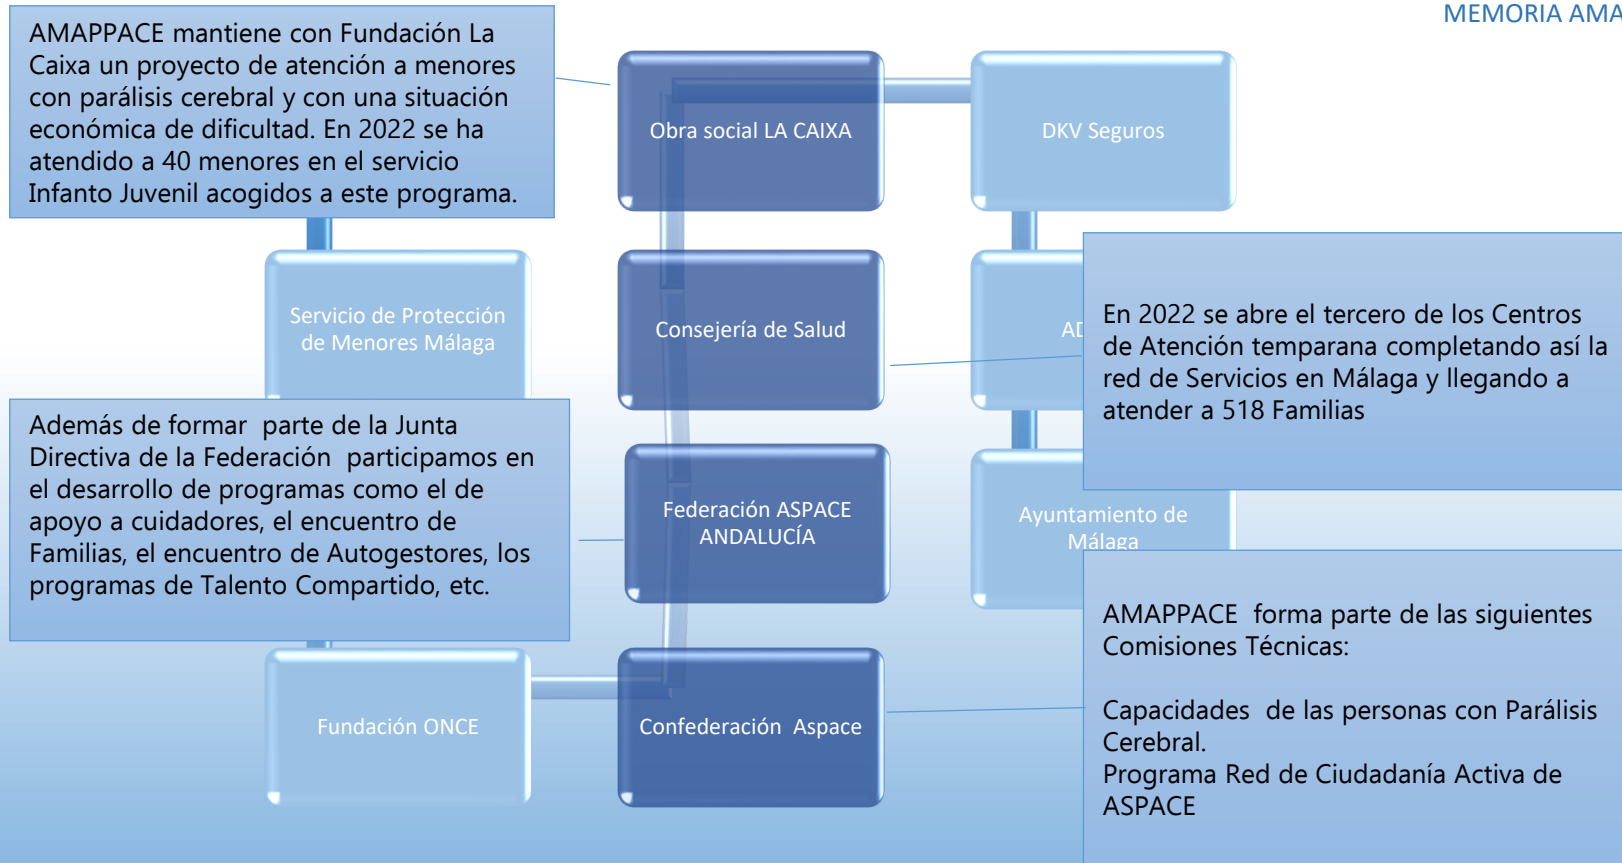 MEMORIA AMA
AMAPPACE mantiene con Fundación La
Caixa un proyecto de atención a menores
con parálisis cerebral y con una situación
económica de dificultad. En 2022 se ha
atendido a 40 menores en el servicio
Infanto Juvenil acogidos a este programa.
Obra social LA CAIXA
DKV Seguros
Servicio de Protección
de Menores Málaga
Consejería de Salud
En 2022 se abre el tercero de los Centros
de Atención temparana completando así la
red de Servicios en Málaga y llegando a
atender a 518 Familias
Además de formar parte de la Junta
Directiva de la Federación participamos en
el desarrollo de programas como el de
apoyo a cuidadores, el encuentro de
Familias, el encuentro de Autogestores, los
programas de Talento Compartido, etc.
Federación ASPACE
ANDALUCÍA
Ayuntamiento de
Málaga
Fundación ONCE
Confederación Aspace
AMAPPACE forma parte de las siguientes
Comisiones Técnicas:
Capacidades de las personas con Parálisis
Cerebral.
Programa Red de Ciudadanía Activa de
ASPACE